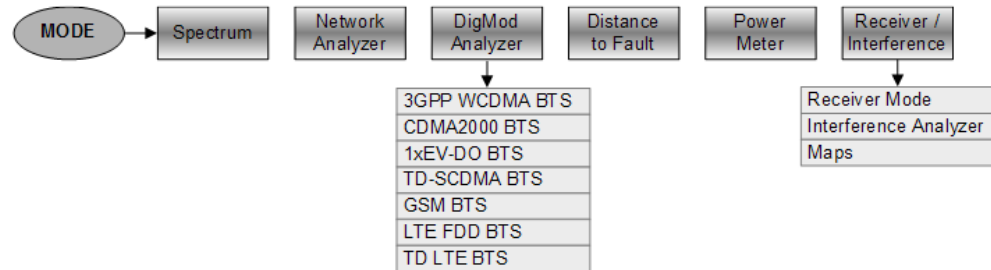 MODE
Spectrum
Network
Analyzer
DigMod
Analyzer
Distance
to Fault
Power
Meter
Receiver /
Interference
3GPP WCDMA BTS
CDMA2000 BTS
1xEV-DO BTS
TD-SCDMA BTS
GSM BTS
LTE FDD BTS
TD LTE BTS
Receiver Mode
Interference Analyzer
Maps